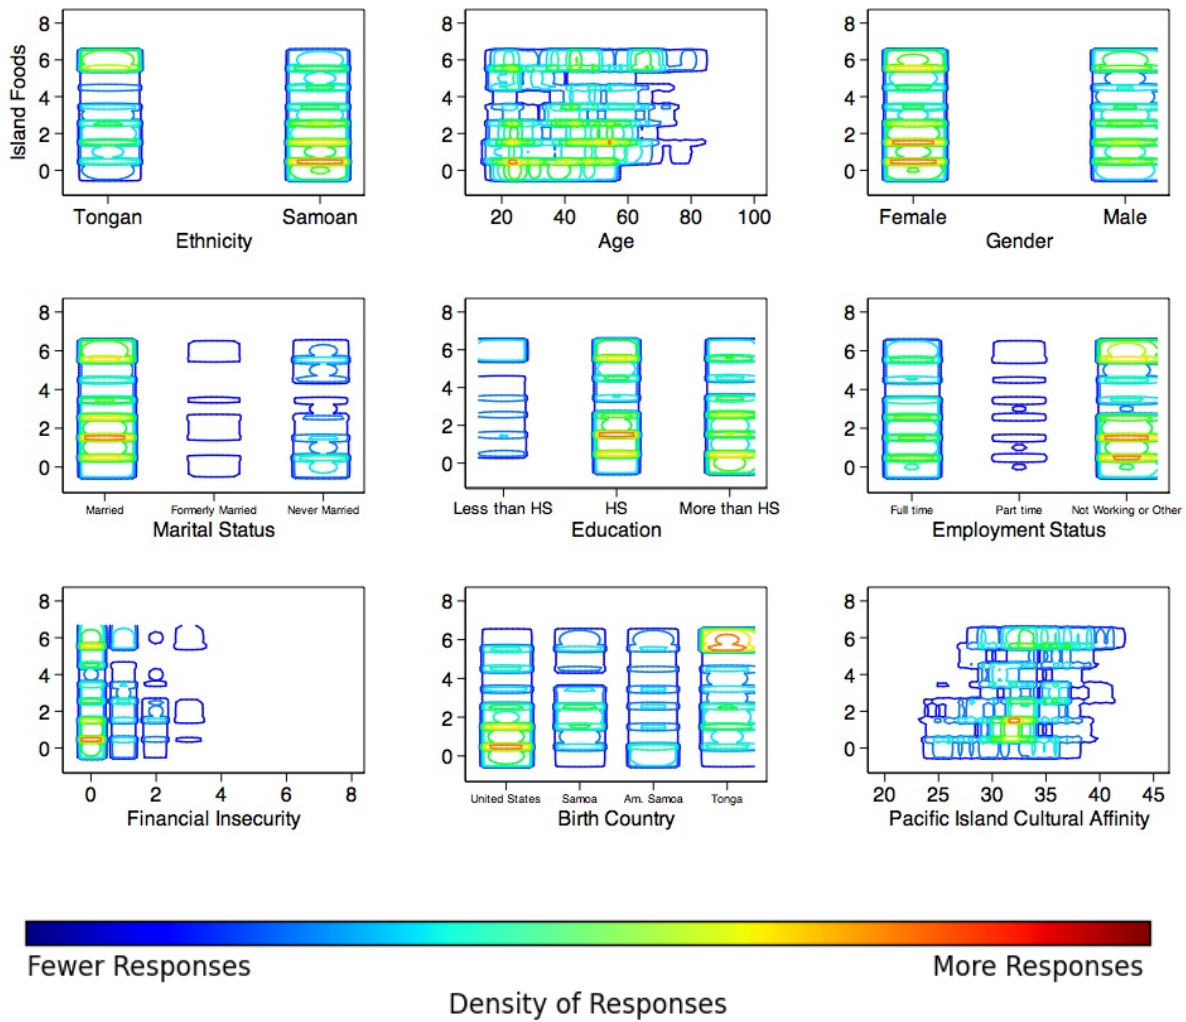 8 6 4 2 0
Island Foods
Tongan Samoan
Ethnicity
8 6 4 2 0
20 40 60 80 100
Age
8 6 4 2 0
Female Male
Gender
8 6 4 2 0
Married Formerly Married Never Married
Marital Status
8 6 4 2 0
Less than HS HS More than HS
Education
8 6 4 2 0
Full time Part time Not Working or Other
Employment Status
8 6 4 2 0
0 2 4 6 8
Financial Insecurity
8 6 4 2 0
United States Samoa Am. Samoa Tonga
Birth Country
8 6 4 2 0
20 25 30 35 40 45
Pacific Island Cultural Affinity
Fewer Responses More Responses
Density of Responses